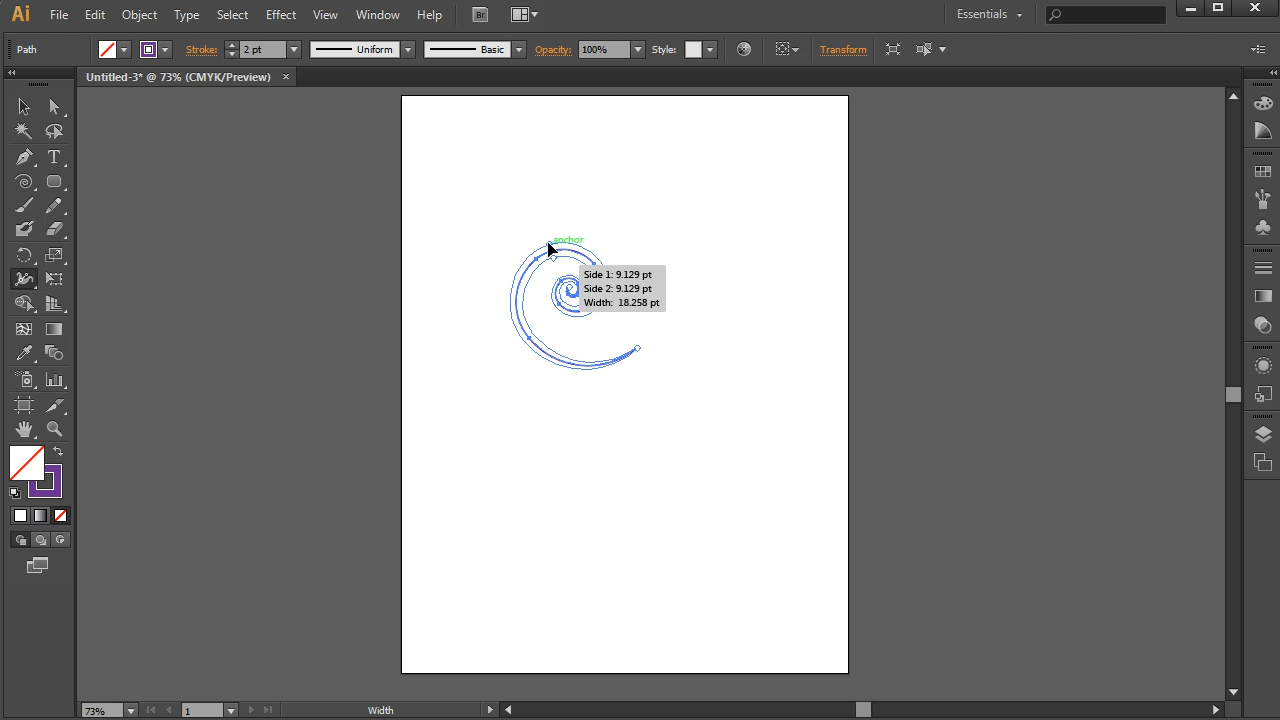 Ai File Edit Object Type Select Effect View Window Help Br Essentials
Path Stroke: 2 pt Uniform Basic Opacity: 100% Style: Transform
Untitled-3* @ 73% (CMYK/Preview) ×
T
anchor
Side 1: 9.129 pt
Side 2: 9.129 pt
Width: 18.258 pt
73% 1 Width